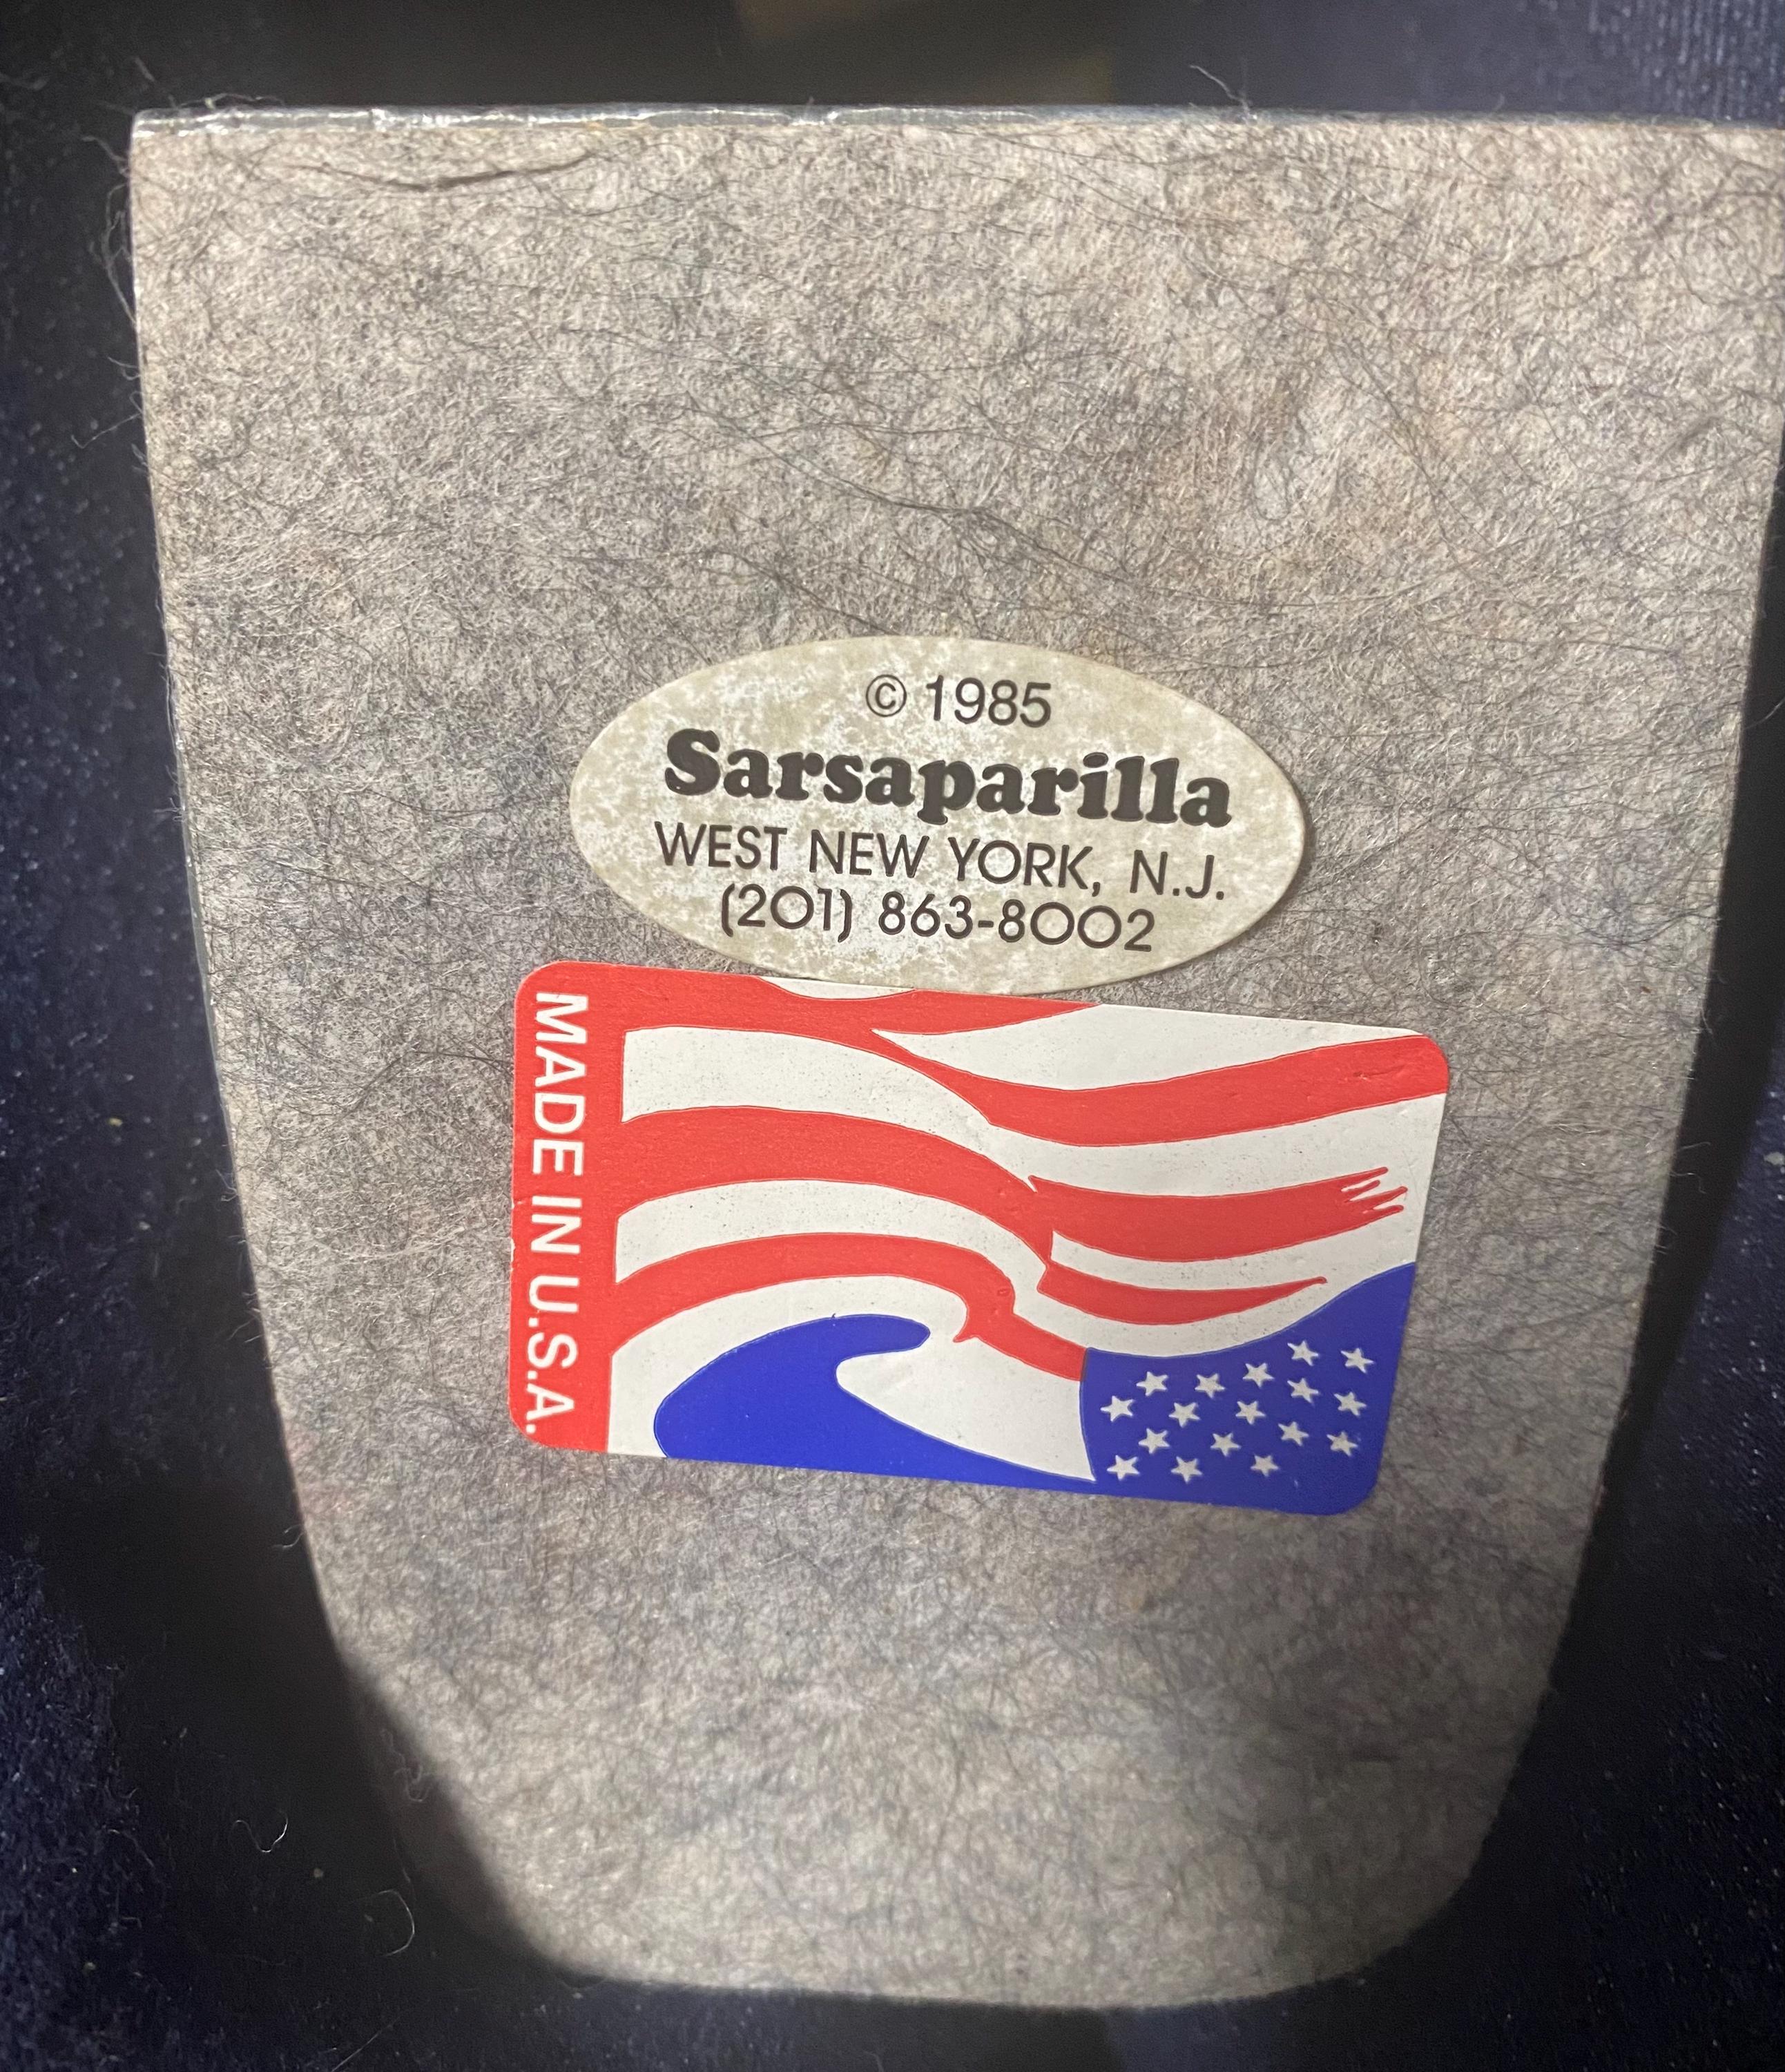 © 1985
Sarsaparilla
WEST NEW YORK, N.J.
(201) 863-8002
MADE IN U.S.A.